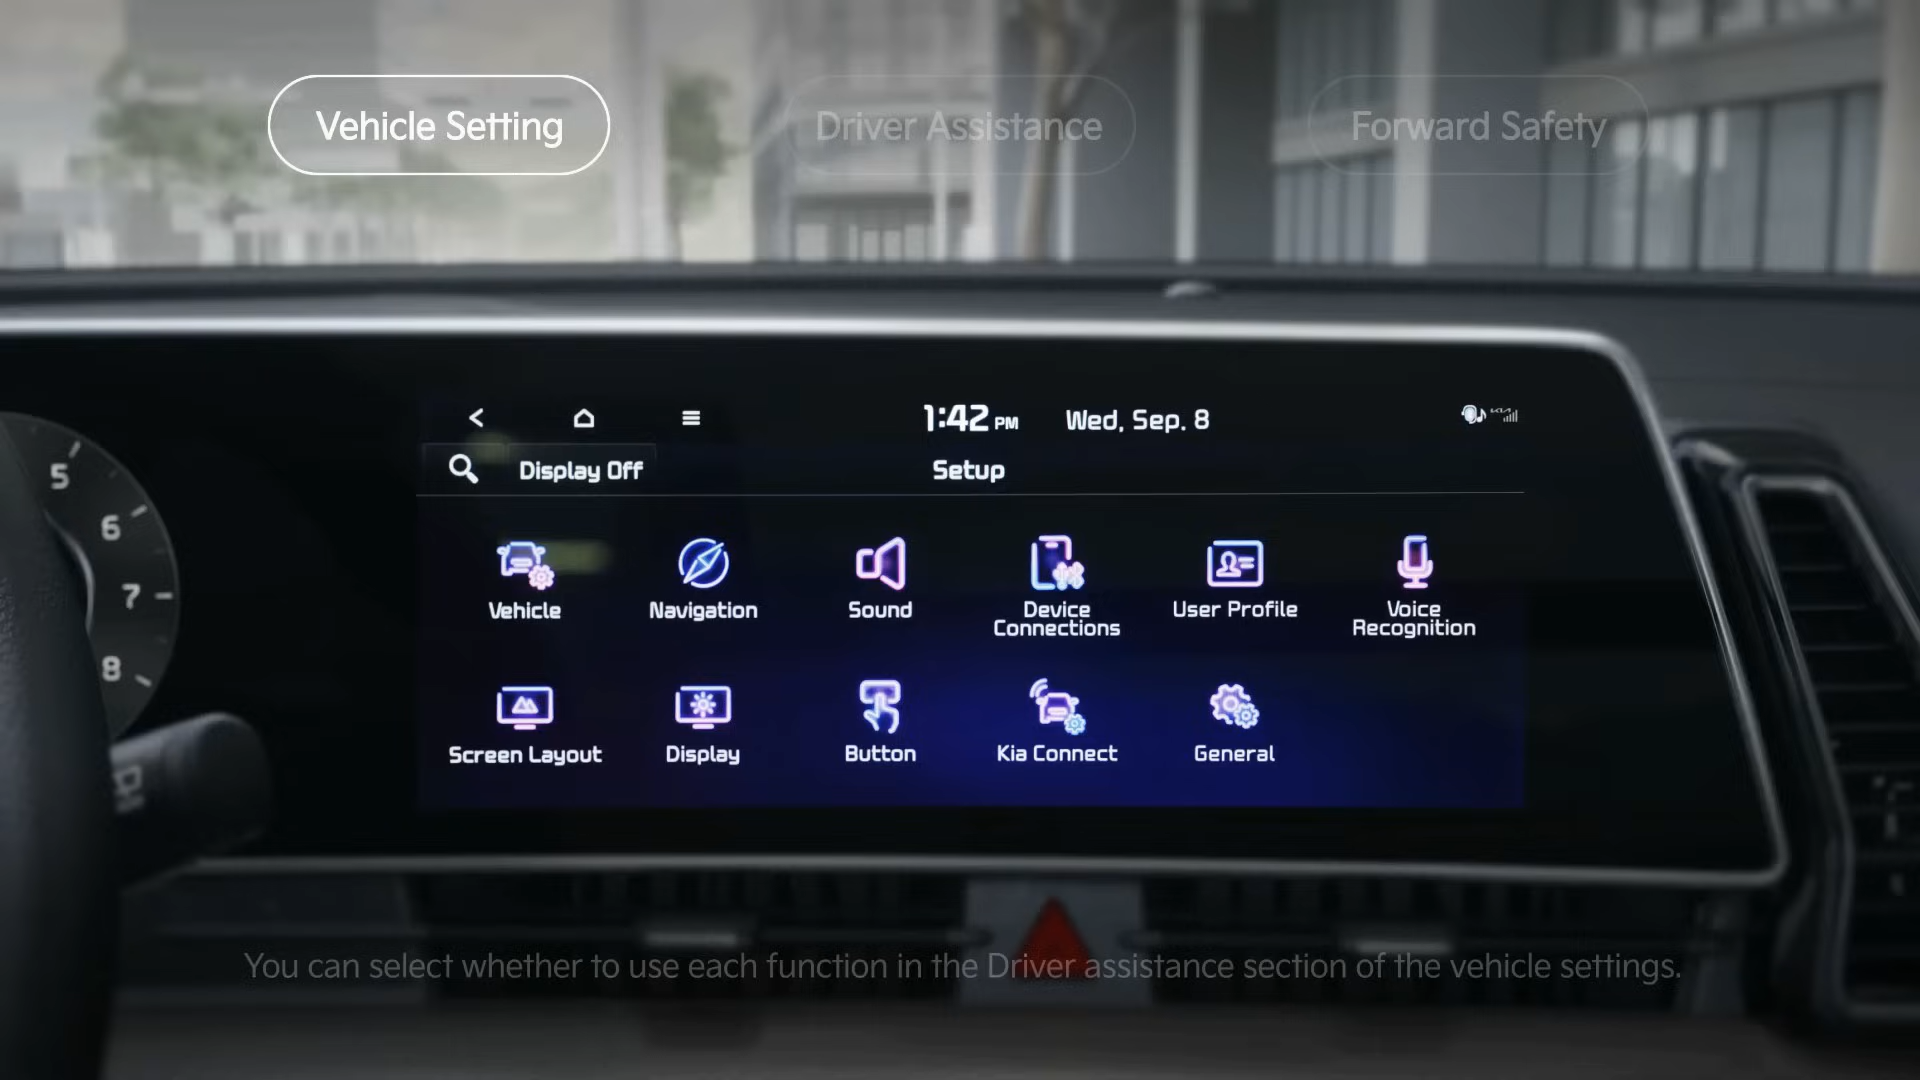 Vehicle Setting
Driver Assistance
Forward Safety
1:42 PM
Wed, Sep. 8
Display Off
Setup
5
6
7
8
Vehicle
Navigation
Sound
Device
Connections
User Profile
Voice
Recognition
Screen Layout
Display
Button
Kia Connect
General
You can select whether to use each function in the Driver assistance section of the vehicle settings.